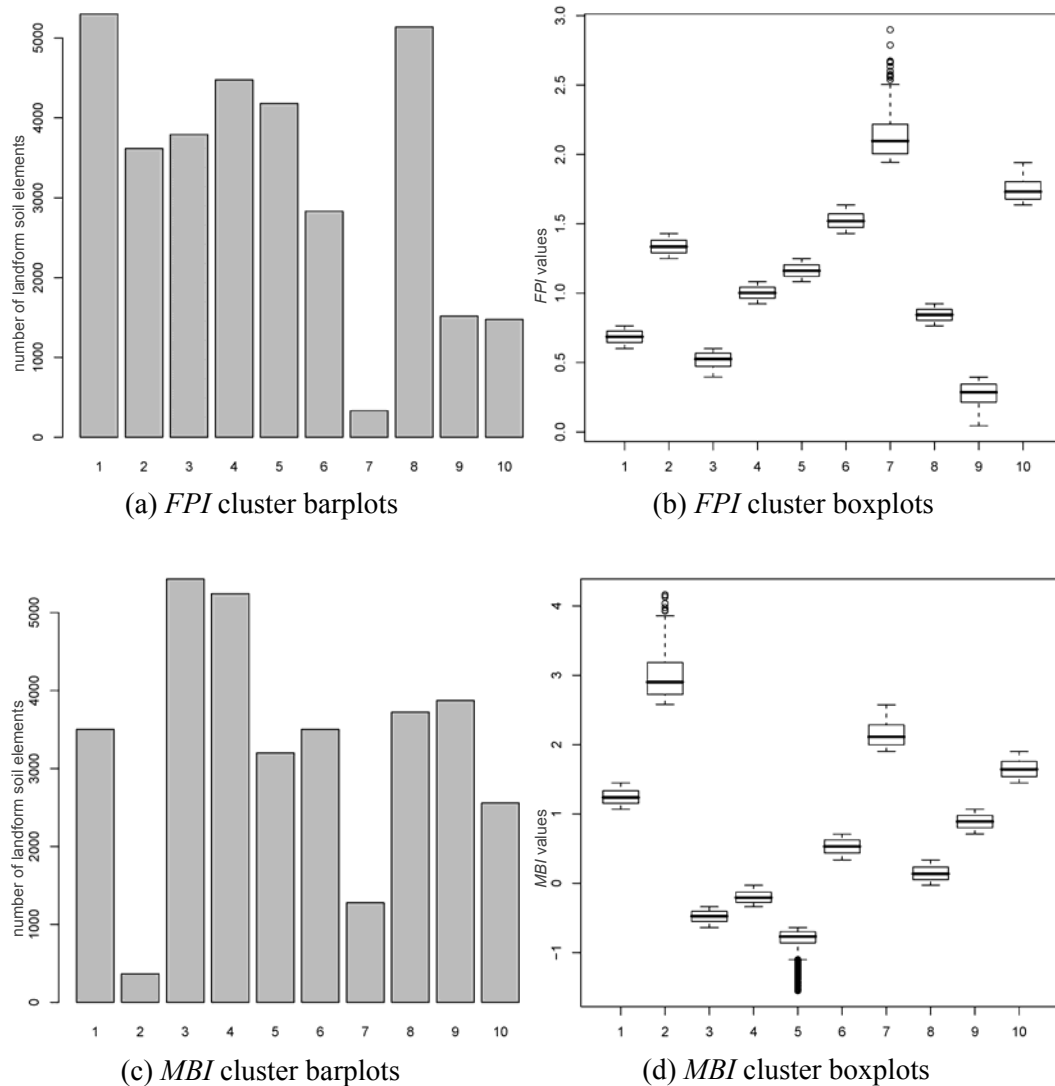 number of landform soil elements
5000
4000
3000
2000
1000
0
1 2 3 4 5 6 7 8 9 10
(a) FPI cluster barplots
FPI values
3.0
2.5
2.0
1.5
1.0
0.5
0.0
1 2 3 4 5 6 7 8 9 10
(b) FPI cluster boxplots
number of landform soil elements
5000
4000
3000
2000
1000
0
1 2 3 4 5 6 7 8 9 10
(c) MBI cluster barplots
MBI values
4
3
2
1
0
−1
1 2 3 4 5 6 7 8 9 10
(d) MBI cluster boxplots